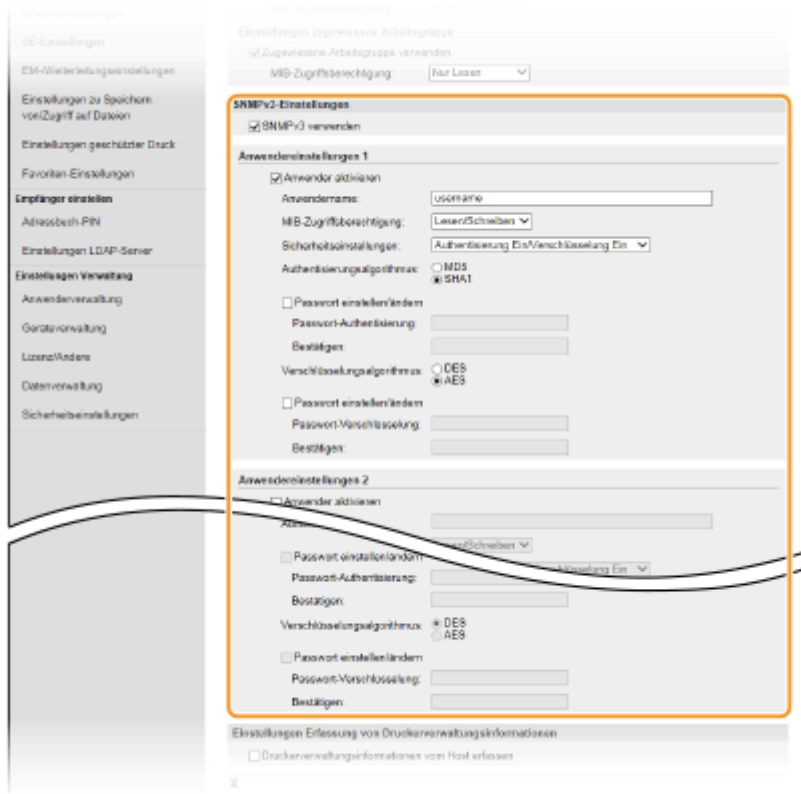 SE-Einstellungen
EM-Weiterleitungseinstellungen
Einstellungen zu Speichern
von/Zugriff auf Dateien
Einstellungen geschützter Druck
Favoriten-Einstellungen
Empfänger einstellen
Adressbuch-PIN
Einstellungen LDAP-Server
Einstellungen Verwaltung
Anwenderverwaltung
Geräteverwaltung
Lizenz/Andere
Datenverwaltung
Sicherheitseinstellungen
Einstellungen zugewiesene Arbeitsgruppe
Zugewiesene Arbeitsgruppe verwenden
MIB-Zugriffsberechtigung: Nur Lesen
SNMPv3-Einstellungen
SNMPv3 verwenden
Anwendereinstellungen 1
Anwender aktivieren
Anwendername: username
MIB-Zugriffsberechtigung: Lesen/Schreiben
Sicherheitseinstellungen: Authentisierung Ein/Verschlüsselung Ein
Authentisierungsalgorithmus: MD5
SHA1
Passwort einstellen/ändern
Passwort-Authentisierung:
Bestätigen:
Verschlüsselungsalgorithmus: DES
AES
Passwort einstellen/ändern
Passwort-Verschlüsselung:
Bestätigen:
Anwendereinstellungen 2
Anwender aktivieren
Passwort einstellen/ändern
Passwort-Authentisierung:
Bestätigen:
Verschlüsselungsalgorithmus: DES
AES
Passwort einstellen/ändern
Passwort-Verschlüsselung:
Bestätigen:
Einstellungen Erfassung von Druckerverwaltungsinformationen
Druckerverwaltungsinformationen vom Host erfassen